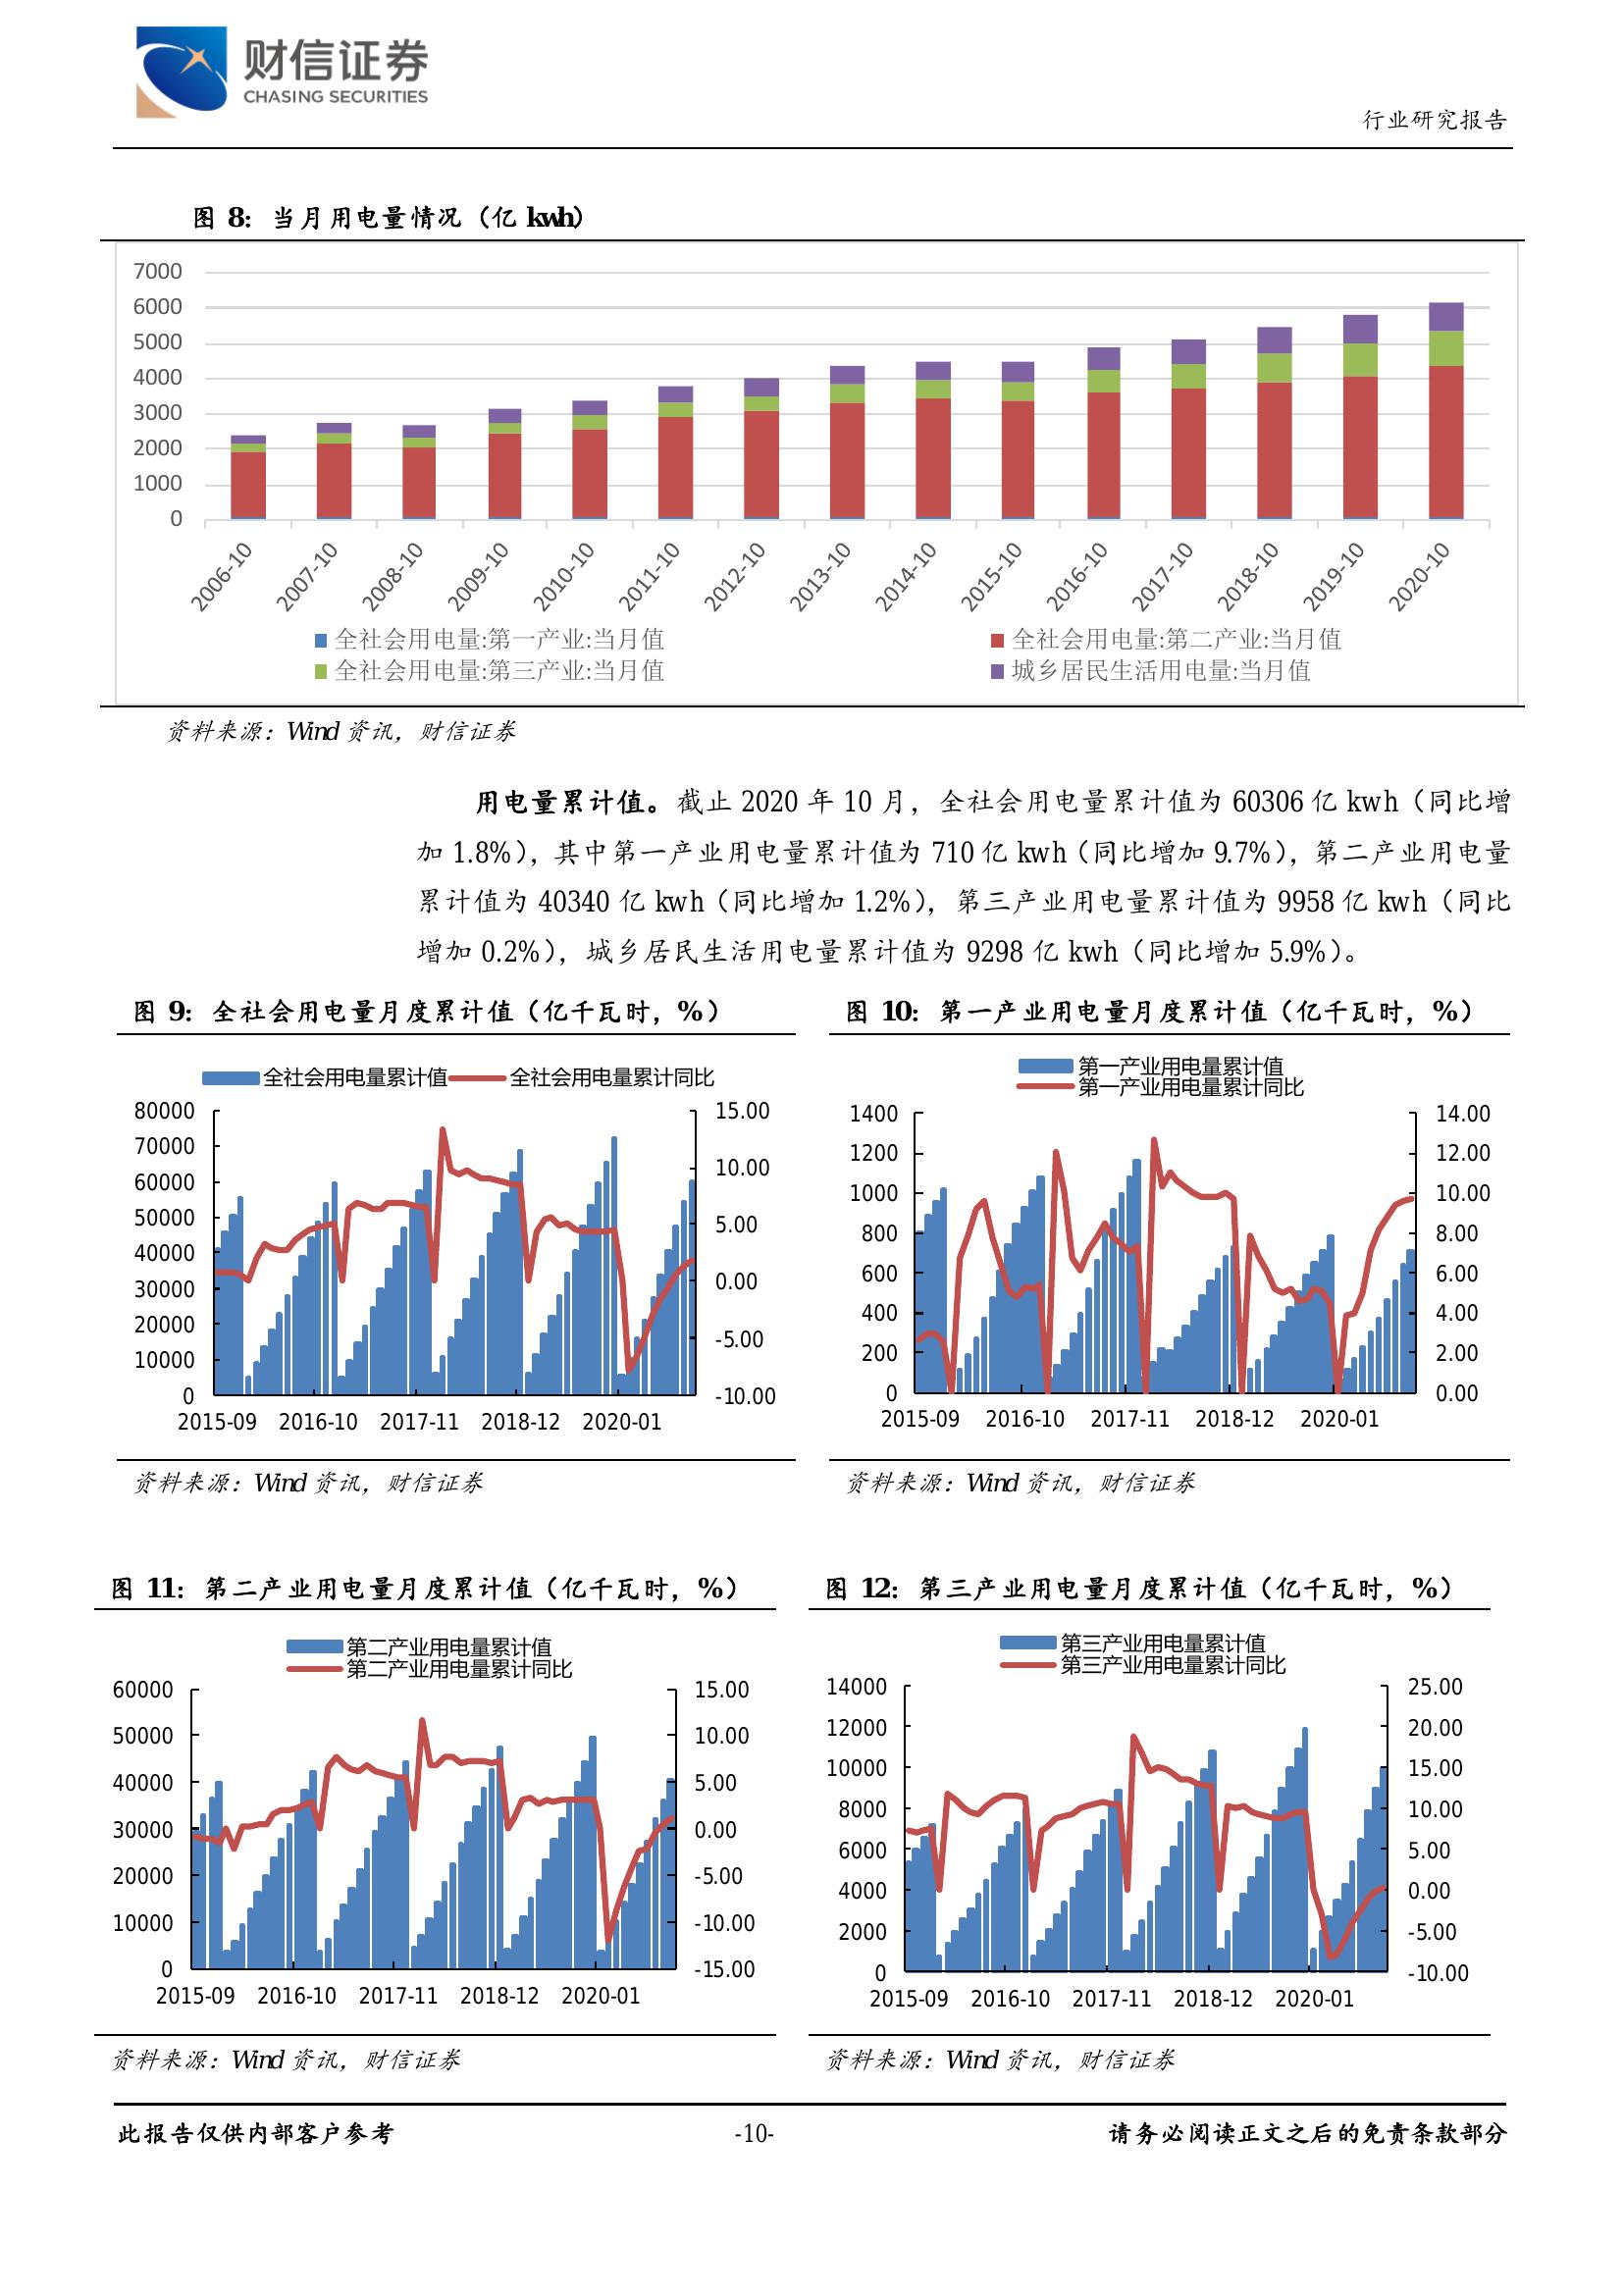 财信证券
CHASING SECURITIES
行业研究报告
图 8：当月用电量情况（亿 kwh）
7000
6000
5000
4000
3000
2000
1000
0
2006-10 2007-10 2008-10 2009-10 2010-10 2011-10 2012-10 2013-10 2014-10 2015-10 2016-10 2017-10 2018-10 2019-10 2020-10
全社会用电量:第一产业:当月值 全社会用电量:第二产业:当月值
全社会用电量:第三产业:当月值 城乡居民生活用电量:当月值
资料来源：Wind 资讯，财信证券
用电量累计值。截止 2020 年 10 月，全社会用电量累计值为 60306 亿 kwh（同比增
加 1.8%），其中第一产业用电量累计值为 710 亿 kwh（同比增加 9.7%），第二产业用电量
累计值为 40340 亿 kwh（同比增加 1.2%），第三产业用电量累计值为 9958 亿 kwh（同比
增加 0.2%），城乡居民生活用电量累计值为 9298 亿 kwh（同比增加 5.9%）。
图 9：全社会用电量月度累计值（亿千瓦时，%）
全社会用电量累计值 全社会用电量累计同比
80000 15.00
70000
60000 10.00
50000 5.00
40000
30000 0.00
20000 -5.00
10000
0 -10.00
2015-09 2016-10 2017-11 2018-12 2020-01
资料来源：Wind 资讯，财信证券
图 10：第一产业用电量月度累计值（亿千瓦时，%）
第一产业用电量累计值
第一产业用电量累计同比
1400 14.00
1200 12.00
1000 10.00
800 8.00
600 6.00
400 4.00
200 2.00
0 0.00
2015-09 2016-10 2017-11 2018-12 2020-01
资料来源：Wind 资讯，财信证券
图 11：第二产业用电量月度累计值（亿千瓦时，%）
第二产业用电量累计值
第二产业用电量累计同比
60000 15.00
50000 10.00
40000 5.00
30000 0.00
20000 -5.00
10000 -10.00
0 -15.00
2015-09 2016-10 2017-11 2018-12 2020-01
资料来源：Wind 资讯，财信证券
图 12：第三产业用电量月度累计值（亿千瓦时，%）
第三产业用电量累计值
第三产业用电量累计同比
14000 25.00
12000 20.00
10000 15.00
8000 10.00
6000 5.00
4000 0.00
2000 -5.00
0 -10.00
2015-09 2016-10 2017-11 2018-12 2020-01
资料来源：Wind 资讯，财信证券
此报告仅供内部客户参考 -10- 请务必阅读正文之后的免责条款部分